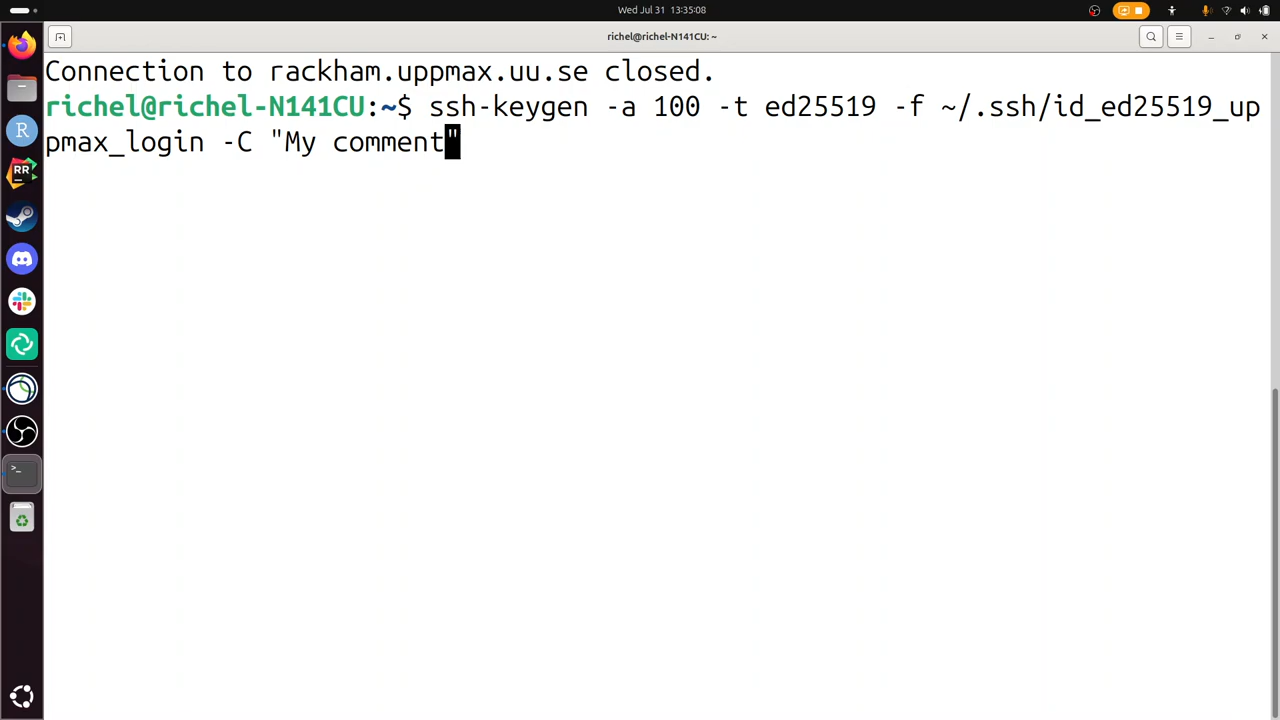 Wed Jul 31 13:35:08
richel@richel-N141CU: ~
Connection to rackham.uppmax.uu.se closed.
richel@richel-N141CU:~$ ssh-keygen -a 100 -t ed25519 -f ~/.ssh/id_ed25519_up
pmax_login -C "My comment"
R
RR
>_